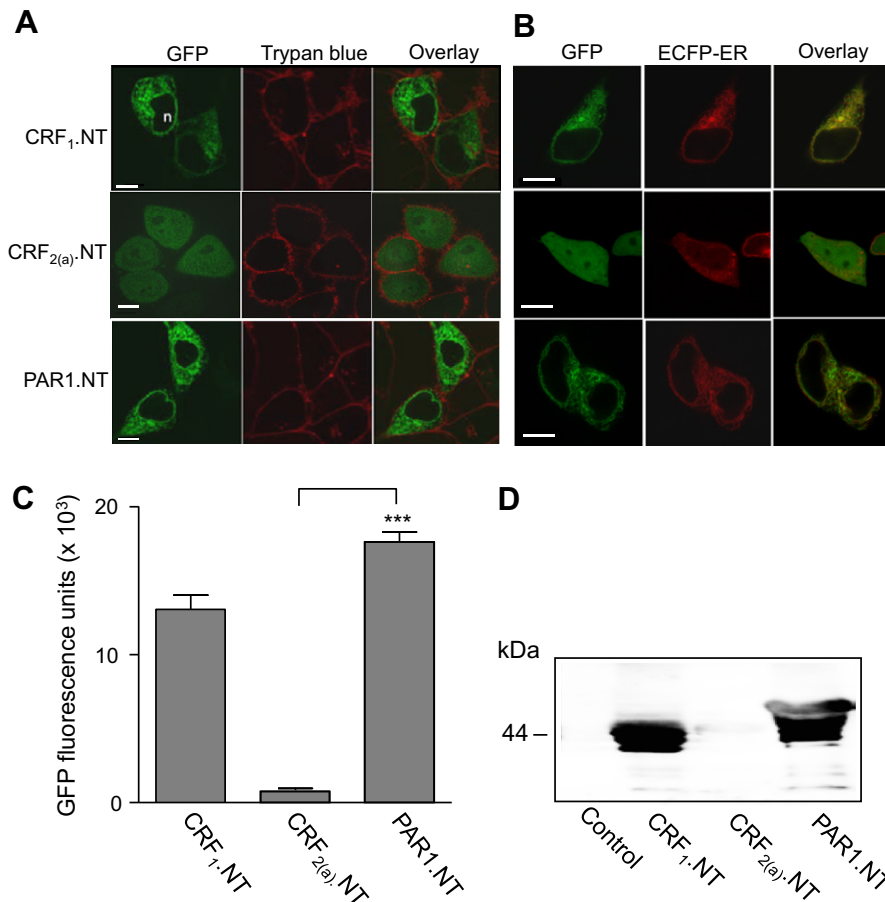 A
GFP Trypan blue Overlay
CRF₁.NT
n
CRF₂₍ₐ₎.NT
PAR1.NT
B
GFP ECFP-ER Overlay
C
GFP fluorescence units (x 10³)
20
10
0
***
CRF₁.NT
CRF₂₍ₐ₎.NT
PAR1.NT
D
kDa
44
Control
CRF₁.NT
CRF₂₍ₐ₎.NT
PAR1.NT